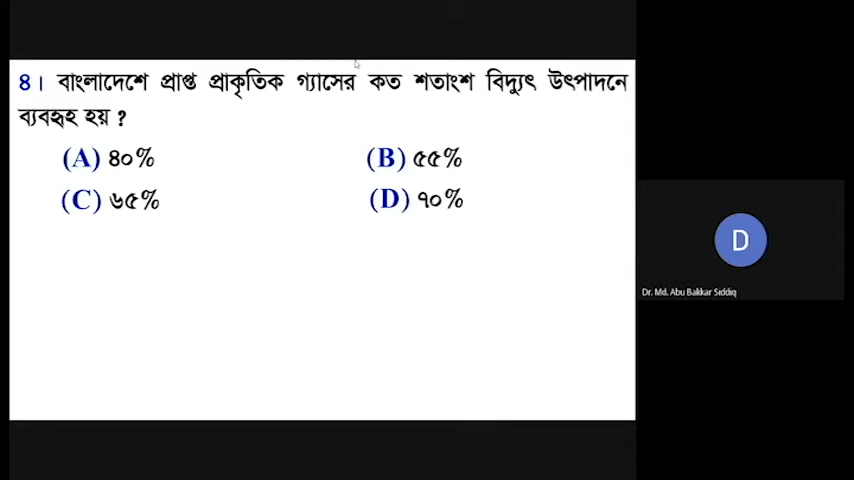 ৪। বাংলাদেশে প্রাপ্ত প্রাকৃতিক গ্যাসের কত শতাংশ বিদ্যুৎ উৎপাদনে
ব্যবহৃহ হয় ?
(A) ৪০% (B) ৫৫%
(C) ৬৫% (D) ৭০%
D
Dr. Md. Abu Bakkar Siddiq